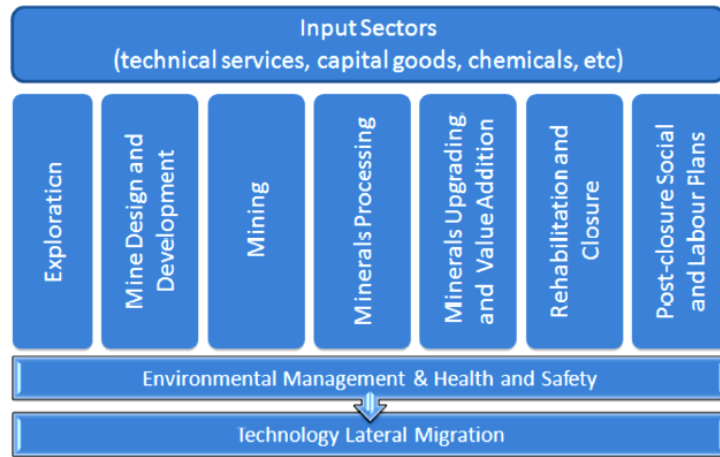 Input Sectors
(technical services, capital goods, chemicals, etc)
Exploration
Mine Design and
Development
Mining
Minerals Processing
Minerals Upgrading
and Value Addition
Rehabilitation and
Closure
Post-closure Social
and Labour Plans
Environmental Management & Health and Safety
Technology Lateral Migration